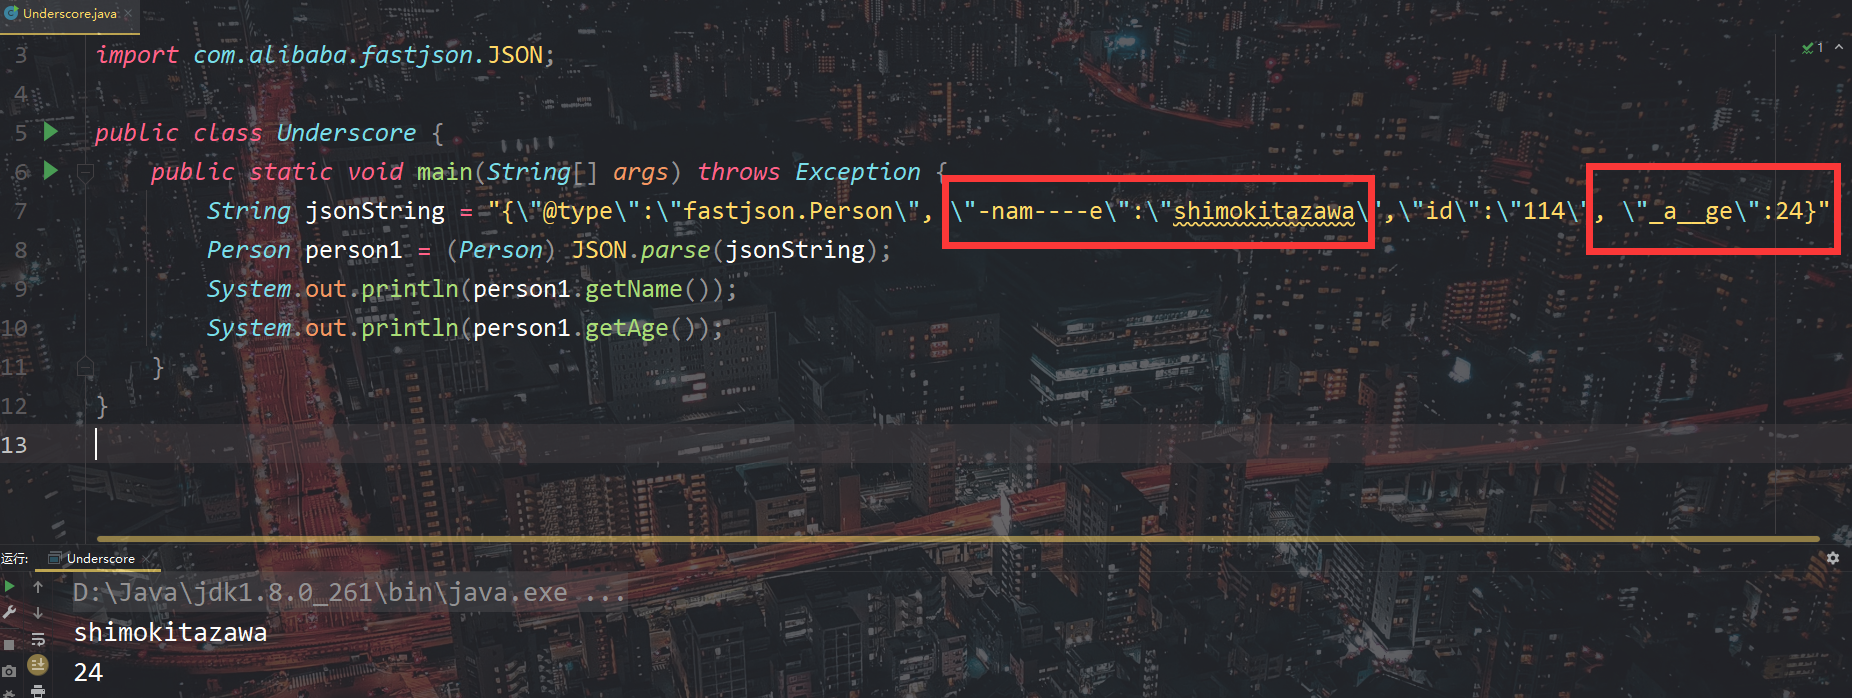 Underscore.java
1
3 import com.alibaba.fastjson.JSON;
4
5 public class Underscore {
6 public static void main(String[] args) throws Exception {
7 String jsonString = "{\"@type\":\"fastjson.Person\", \"-nam----e\":\"shimokitazawa\",\"id\":\"114\", \"_a__ge\":24}"
8 Person person1 = (Person) JSON.parse(jsonString);
9 System.out.println(person1.getName());
10 System.out.println(person1.getAge());
11 }
12 }
13
运行: Underscore
D:\Java\jdk1.8.0_261\bin\java.exe ...
shimokitazawa
24